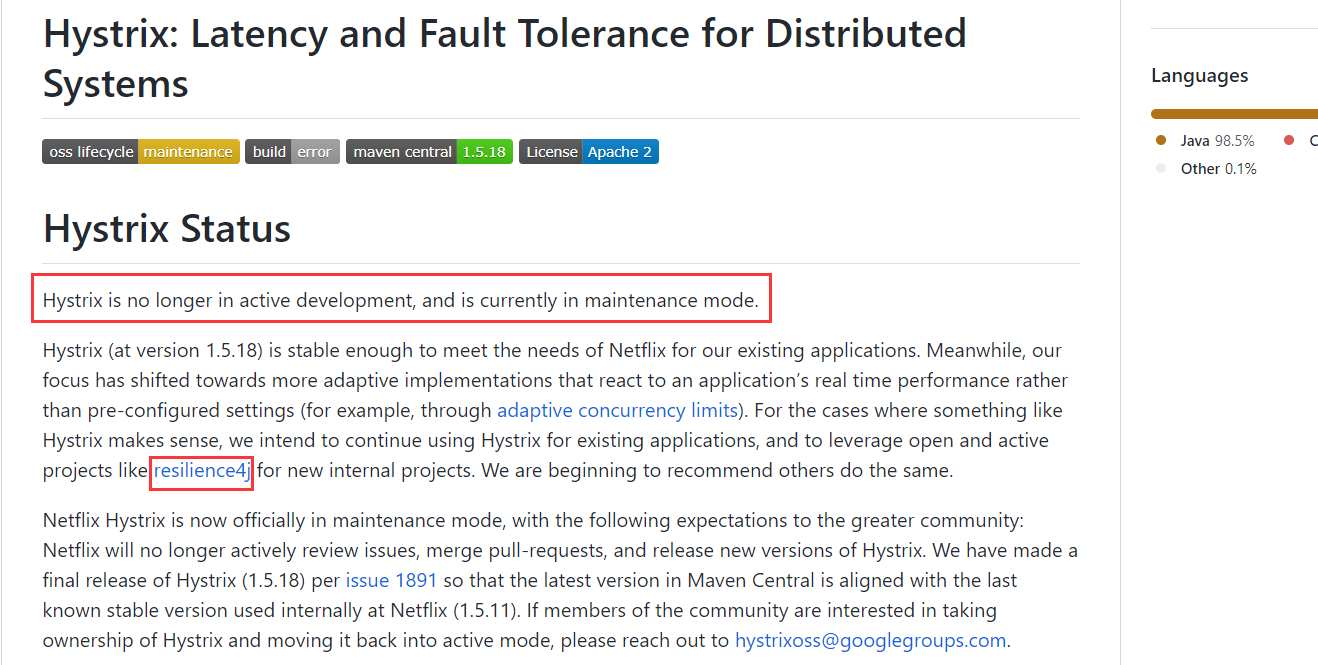 Hystrix: Latency and Fault Tolerance for Distributed
Systems
oss lifecycle maintenance build error maven central 1.5.18 License Apache 2
Hystrix Status
Hystrix is no longer in active development, and is currently in maintenance mode.
Hystrix (at version 1.5.18) is stable enough to meet the needs of Netflix for our existing applications. Meanwhile, our
focus has shifted towards more adaptive implementations that react to an application’s real time performance rather
than pre-configured settings (for example, through adaptive concurrency limits). For the cases where something like
Hystrix makes sense, we intend to continue using Hystrix for existing applications, and to leverage open and active
projects like resilience4j for new internal projects. We are beginning to recommend others do the same.
Netflix Hystrix is now officially in maintenance mode, with the following expectations to the greater community:
Netflix will no longer actively review issues, merge pull-requests, and release new versions of Hystrix. We have made a
final release of Hystrix (1.5.18) per issue 1891 so that the latest version in Maven Central is aligned with the last
known stable version used internally at Netflix (1.5.11). If members of the community are interested in taking
ownership of Hystrix and moving it back into active mode, please reach out to hystrixoss@googlegroups.com.
Languages
Java 98.5%
Other 0.1%